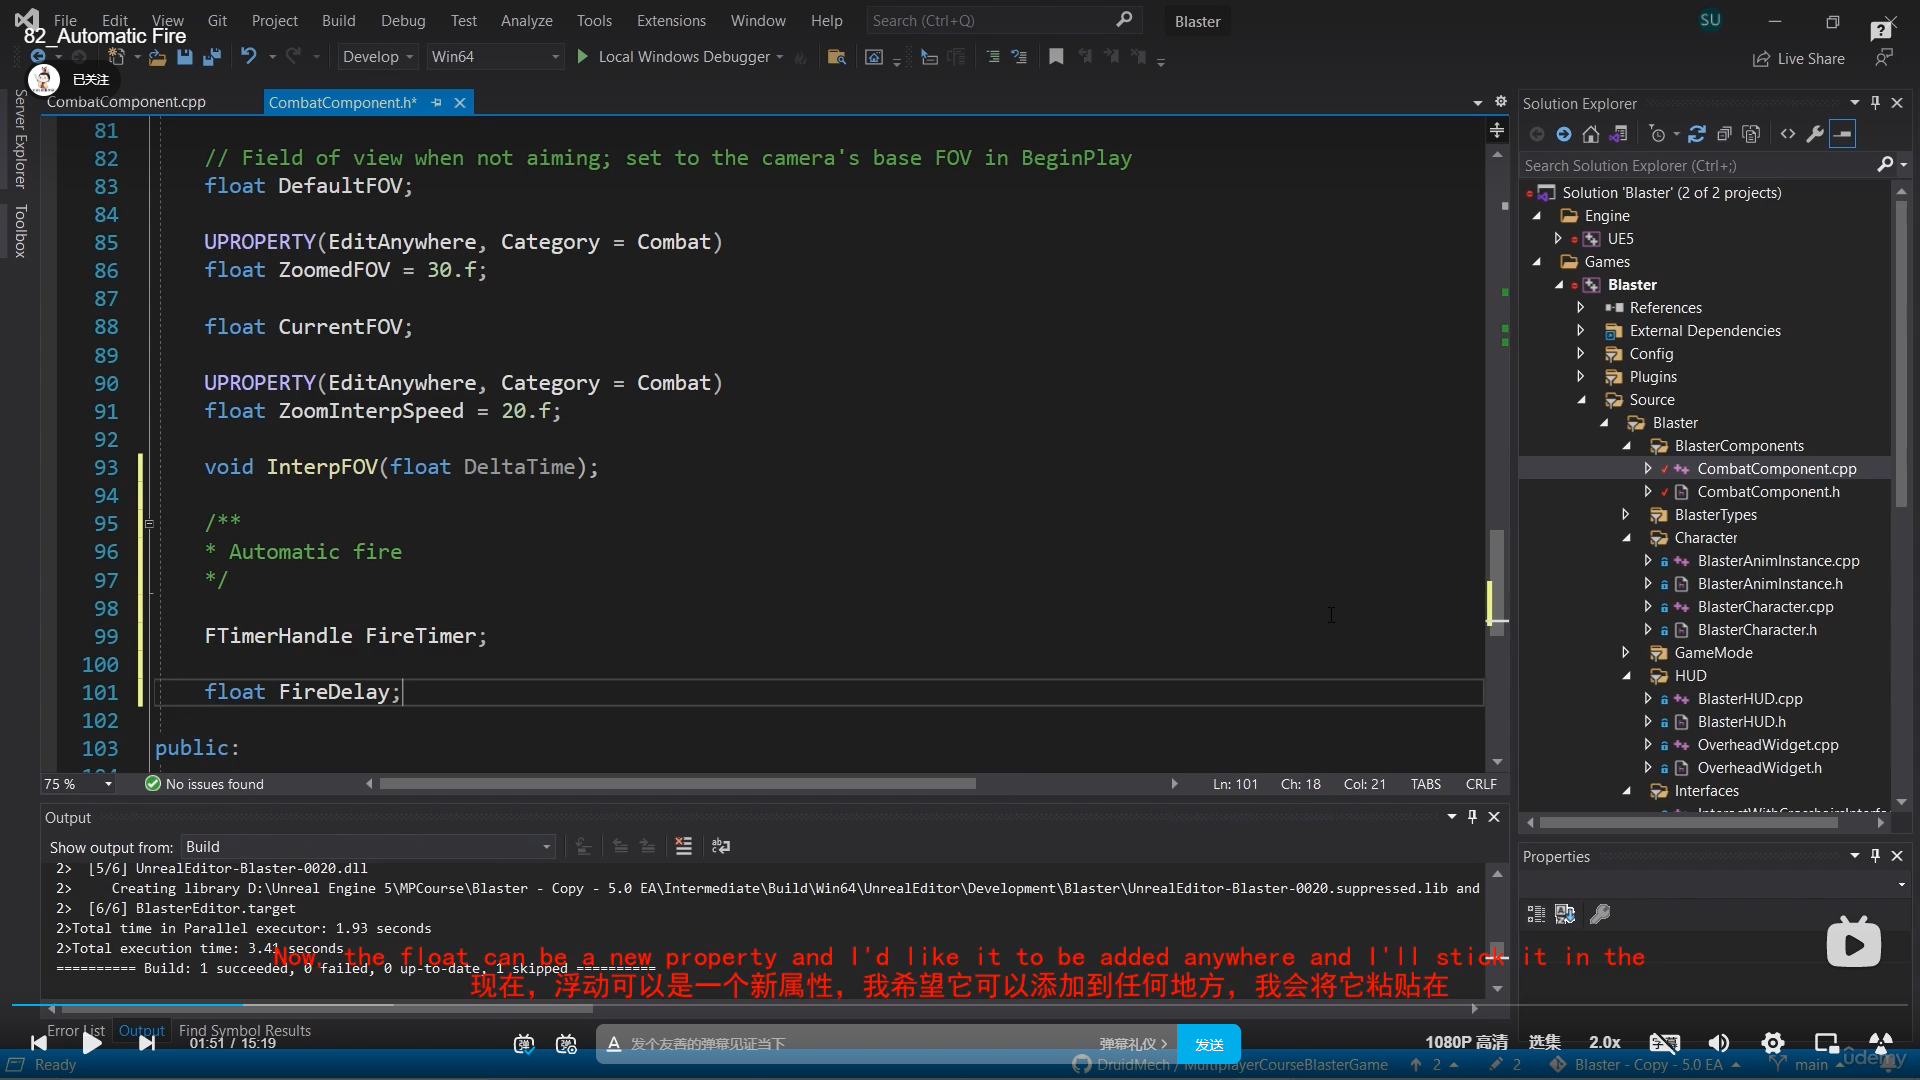 File Edit View Git Project Build Debug Test Analyze Tools Extensions Window Help Search (Ctrl+Q) Blaster SU
82_Automatic Fire
Develop Win64 Local Windows Debugger Live Share
已关注
CombatComponent.cpp CombatComponent.h*
Server Explorer
Toolbox
81
82 // Field of view when not aiming; set to the camera's base FOV in BeginPlay
83 float DefaultFOV;
84
85 UPROPERTY(EditAnywhere, Category = Combat)
86 float ZoomedFOV = 30.f;
87
88 float CurrentFOV;
89
90 UPROPERTY(EditAnywhere, Category = Combat)
91 float ZoomInterpSpeed = 20.f;
92
93 void InterpFOV(float DeltaTime);
94
95 /**
96 * Automatic fire
97 */
98
99 FTimerHandle FireTimer;
100
101 float FireDelay;
102
103 public:
75 % No issues found Ln: 101 Ch: 18 Col: 21 TABS CRLF
Output
Show output from: Build
2> [5/6] UnrealEditor-Blaster-0020.dll
2> Creating library D:\Unreal Engine 5\MPCourse\Blaster - Copy - 5.0 EA\Intermediate\Build\Win64\UnrealEditor\Development\Blaster\UnrealEditor-Blaster-0020.suppressed.lib and
2> [6/6] BlasterEditor.target
2>Total time in Parallel executor: 1.93 seconds
2>Total execution time: 3.41 seconds
========== Build: 1 succeeded, 0 failed, 0 up-to-date, 1 skipped ==========
Now, the float can be a new property and I'd like it to be added anywhere and I'll stick it in the
现在，浮动可以是一个新属性，我希望它可以添加到任何地方，我会将它粘贴在
Error List Output Find Symbol Results
Solution Explorer
Search Solution Explorer (Ctrl+;)
Solution 'Blaster' (2 of 2 projects)
Engine
UE5
Games
Blaster
References
External Dependencies
Config
Plugins
Source
Blaster
BlasterComponents
CombatComponent.cpp
CombatComponent.h
BlasterTypes
Character
BlasterAnimInstance.cpp
BlasterAnimInstance.h
BlasterCharacter.cpp
BlasterCharacter.h
GameMode
HUD
BlasterHUD.cpp
BlasterHUD.h
OverheadWidget.cpp
OverheadWidget.h
Interfaces
Properties
01:51 / 15:19 发个友善的弹幕见证当下 弹幕礼仪 > 发送 1080P 高清 选集 2.0x 字幕
Ready DruidMech / MultiplayerCourseBlasterGame 2 2 Blaster - Copy - 5.0 EA main
ûdemy